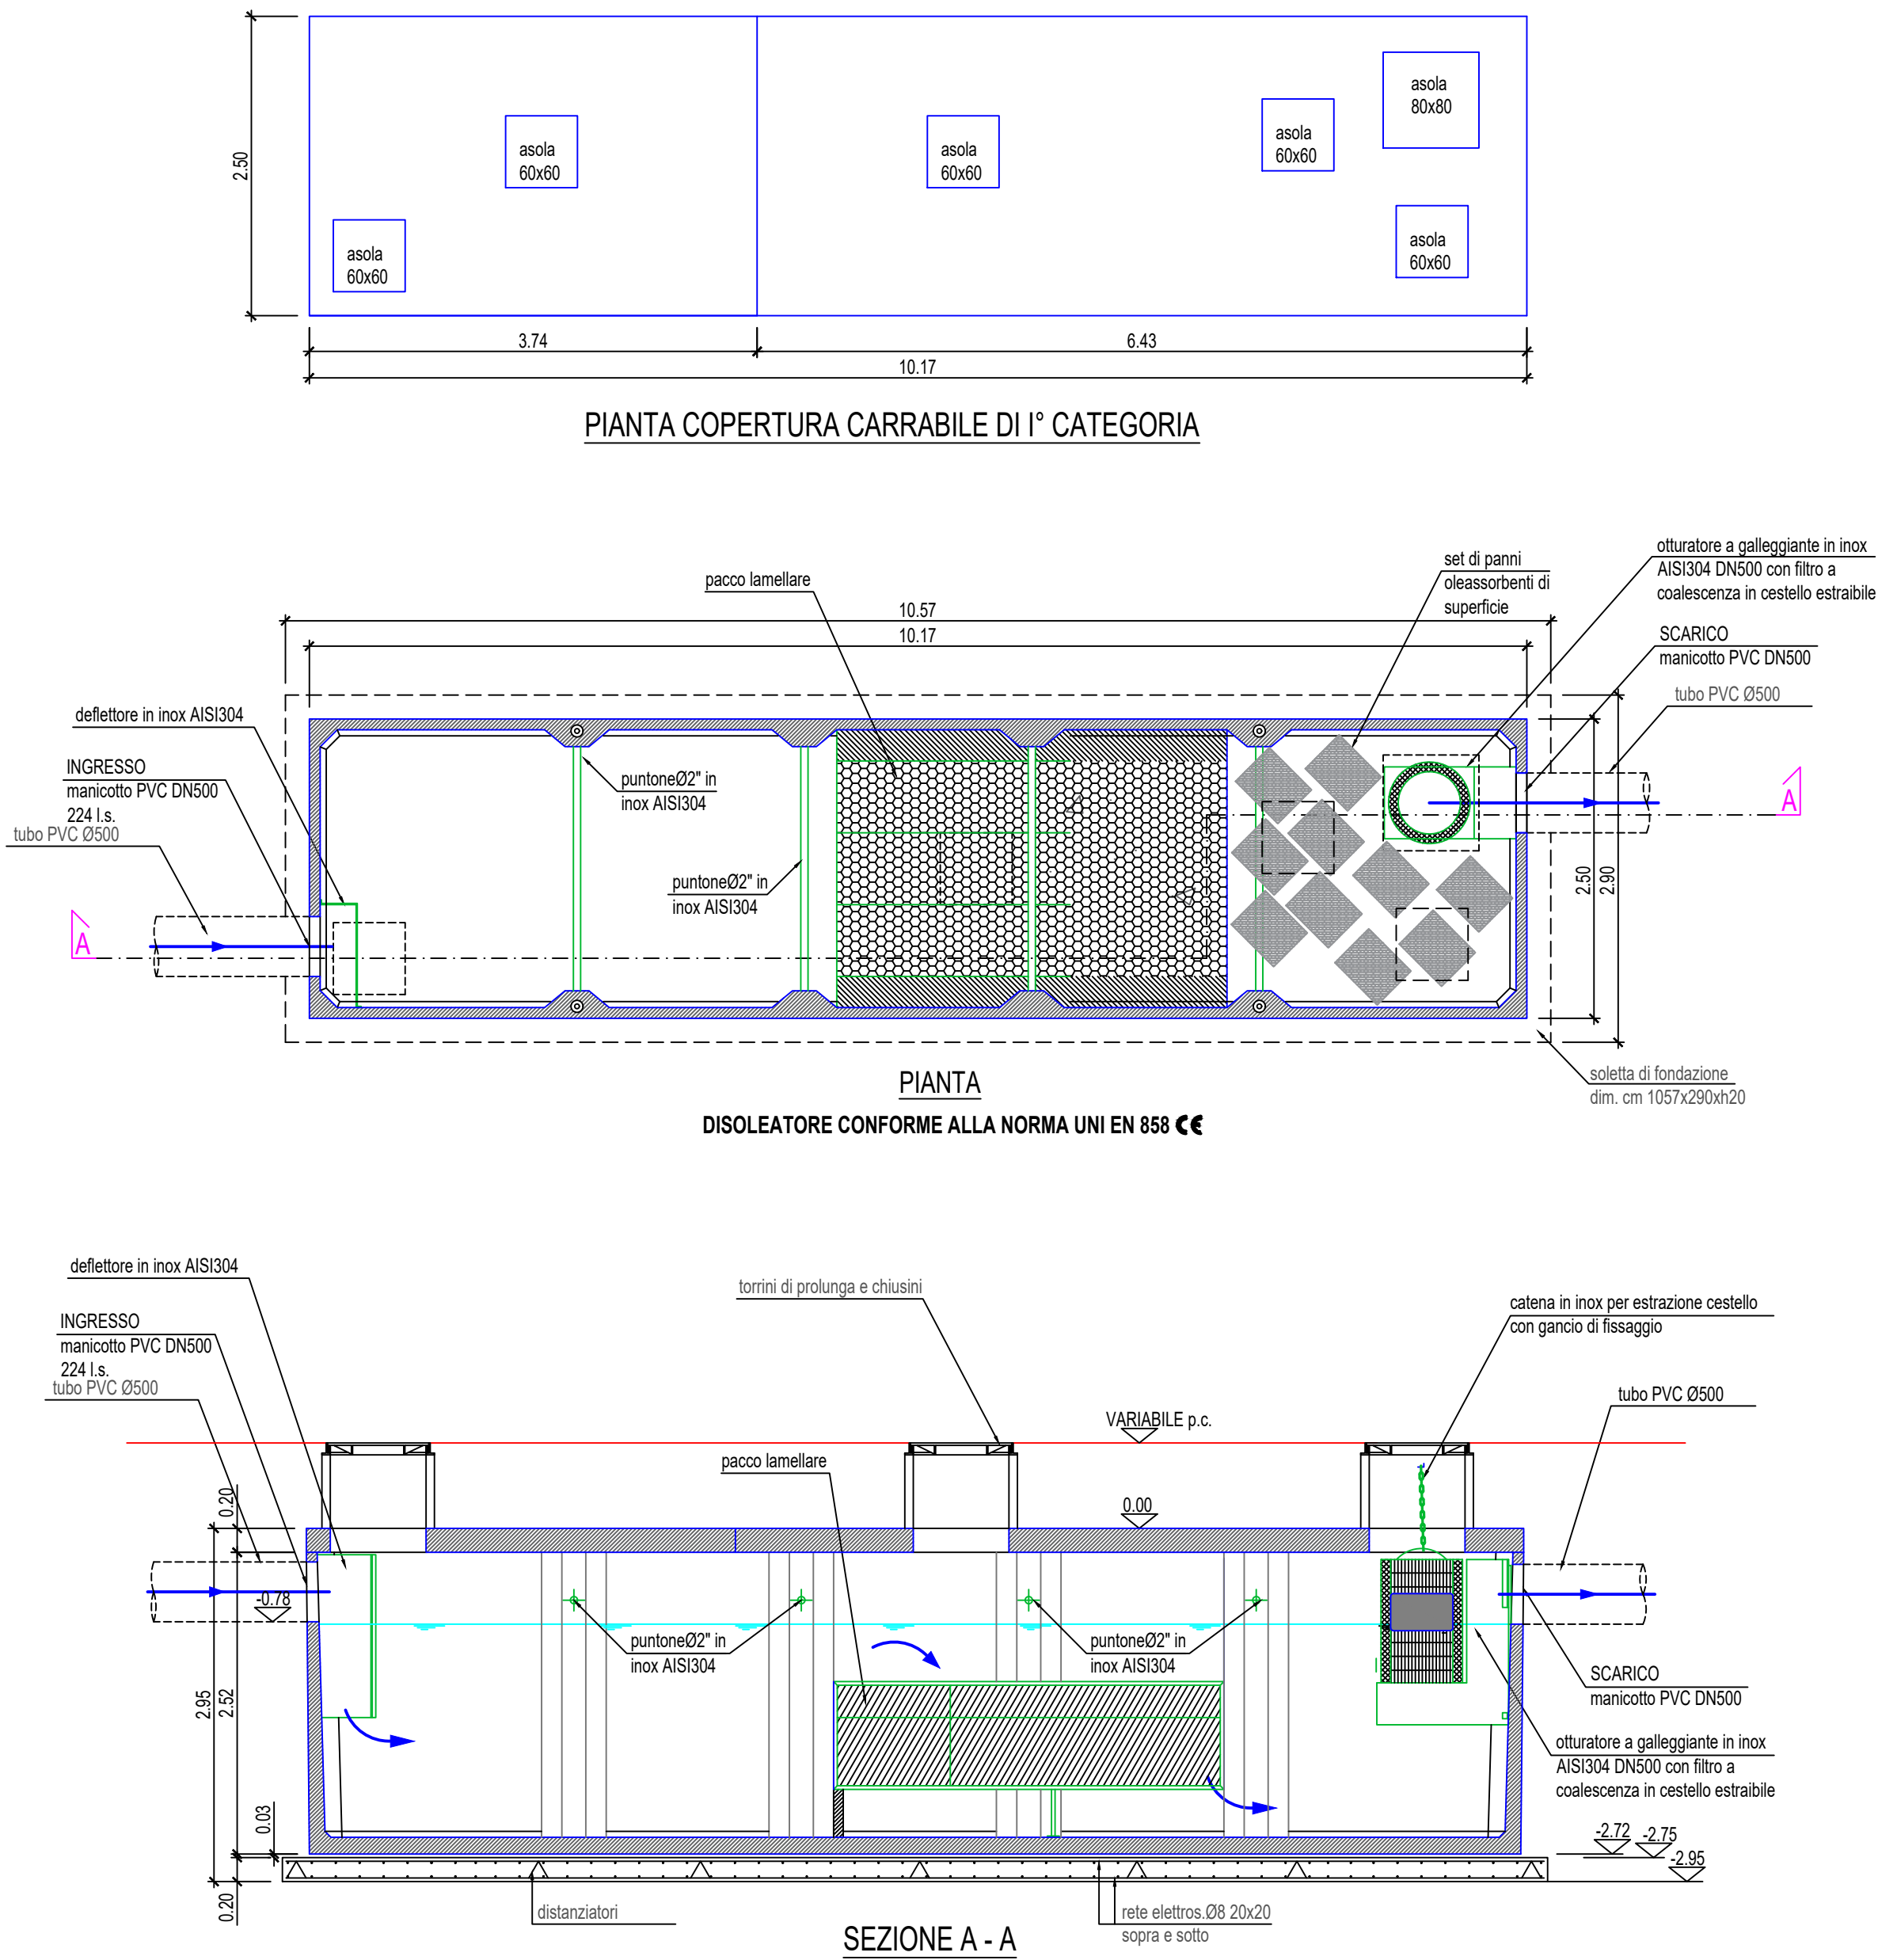 asola
80x80
asola
60x60
asola
60x60
asola
60x60
asola
60x60
asola
60x60
2.50
3.74
6.43
10.17
PIANTA COPERTURA CARRABILE DI I° CATEGORIA
otturatore a galleggiante in inox
AISI304 DN500 con filtro a
coalescenza in cestello estraibile
set di panni
oleassorbenti di
superficie
pacco lamellare
10.57
10.17
SCARICO
manicotto PVC DN500
tubo PVC Ø500
deflettore in inox AISI304
INGRESSO
manicotto PVC DN500
224 l.s.
tubo PVC Ø500
puntoneØ2" in
inox AISI304
puntoneØ2" in
inox AISI304
A
A
2.50
2.90
soletta di fondazione
dim. cm 1057x290xh20
PIANTA
DISOLEATORE CONFORME ALLA NORMA UNI EN 858 CE
deflettore in inox AISI304
INGRESSO
manicotto PVC DN500
224 l.s.
tubo PVC Ø500
torrini di prolunga e chiusini
catena in inox per estrazione cestello
con gancio di fissaggio
tubo PVC Ø500
VARIABILE p.c.
pacco lamellare
0.00
0.20
-0.78
puntoneØ2" in
inox AISI304
puntoneØ2" in
inox AISI304
SCARICO
manicotto PVC DN500
otturatore a galleggiante in inox
AISI304 DN500 con filtro a
coalescenza in cestello estraibile
2.95
2.52
0.03
0.20
-2.72
-2.75
-2.95
distanziatori
rete elettros.Ø8 20x20
sopra e sotto
SEZIONE A - A